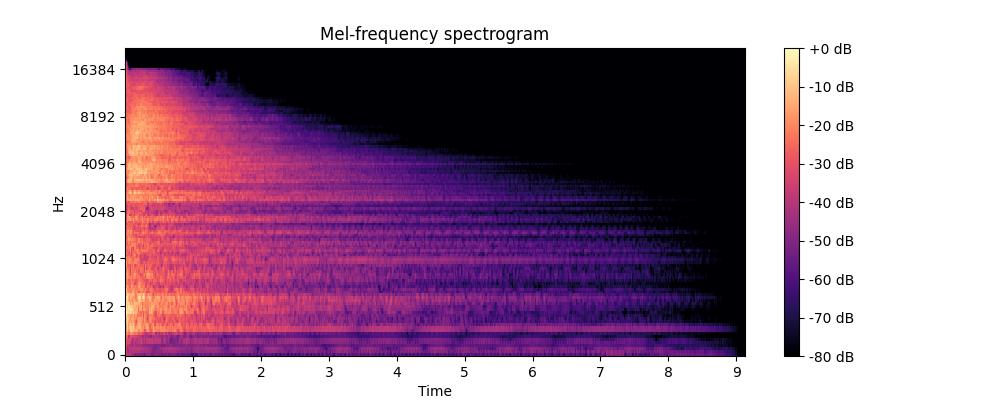 Mel-frequency spectrogram
Hz
16384
8192
4096
2048
1024
512
0
0 1 2 3 4 5 6 7 8 9
Time
+0 dB
-10 dB
-20 dB
-30 dB
-40 dB
-50 dB
-60 dB
-70 dB
-80 dB